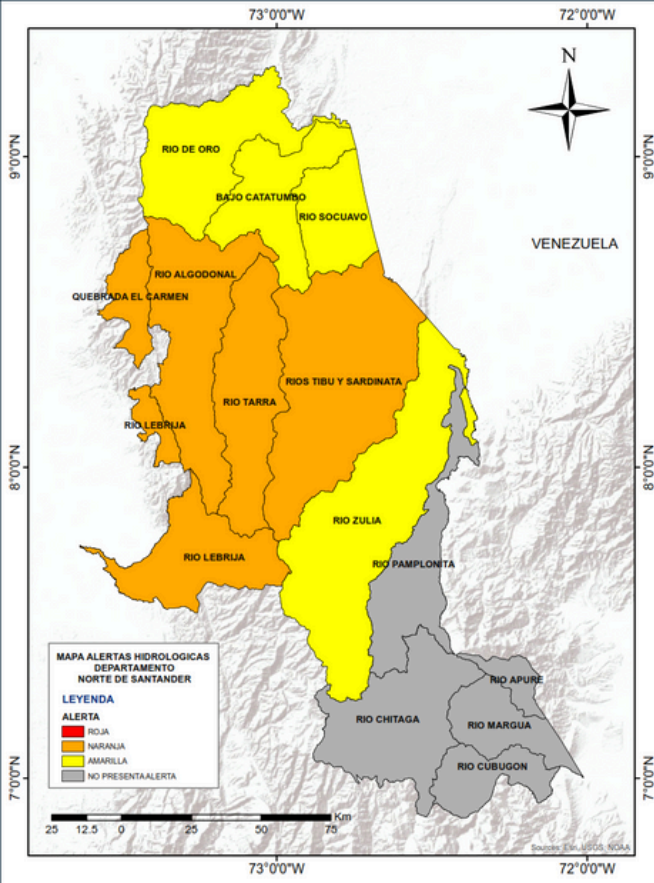 73°0'0"W
72°0'0"W
N
9°0'0"N
9°0'0"N
RIO DE ORO
BAJO CATATUMBO
RIO SOCUAVO
VENEZUELA
RIO ALGODONAL
QUEBRADA EL CARMEN
RIOS TIBU Y SARDINATA
RIO TARRA
RIO LEBRIJA
8°0'0"N
8°0'0"N
RIO ZULIA
RIO LEBRIJA
RIO PAMPLONITA
MAPA ALERTAS HIDROLOGICAS
DEPARTAMENTO
NORTE DE SANTANDER
LEYENDA
ALERTA
ROJA
NARANJA
AMARILLA
NO PRESENTA ALERTA
RIO APURE
RIO CHITAGA
RIO MARGUA
RIO CUBUGON
7°0'0"N
7°0'0"N
Km
25 12.5 0 25 50 75
Sources: Esri, USGS, NOAA
73°0'0"W
72°0'0"W